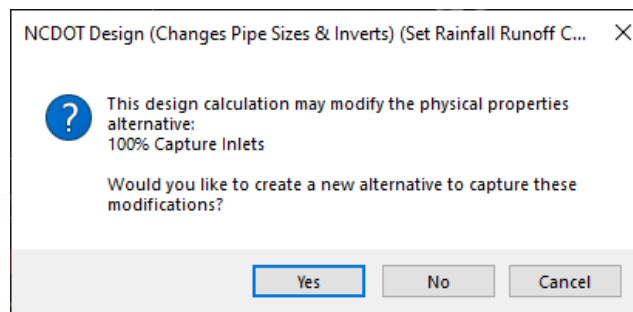 NCDOT Design (Changes Pipe Sizes & Inverts) (Set Rainfall Runoff C...
This design calculation may modify the physical properties
alternative:
100% Capture Inlets
Would you like to create a new alternative to capture these
modifications?
Yes
No
Cancel